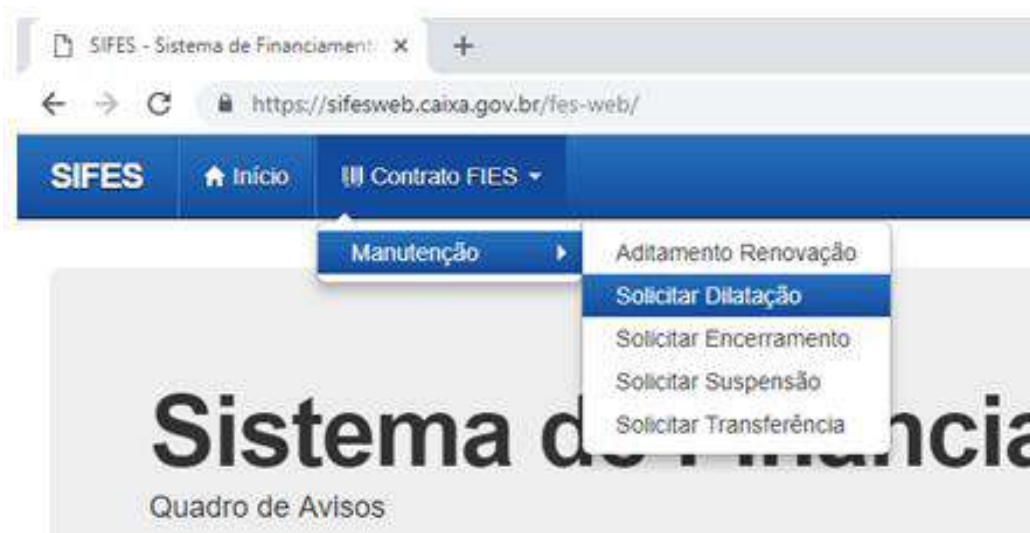 SIFES - Sistema de Financiament
https://sifesweb.caixa.gov.br/fes-web/
SIFES
Início
Contrato FIES
Manutenção
Aditamento Renovação
Solicitar Dilatação
Solicitar Encerramento
Solicitar Suspensão
Solicitar Transferência
Sistema
Quadro de Avisos